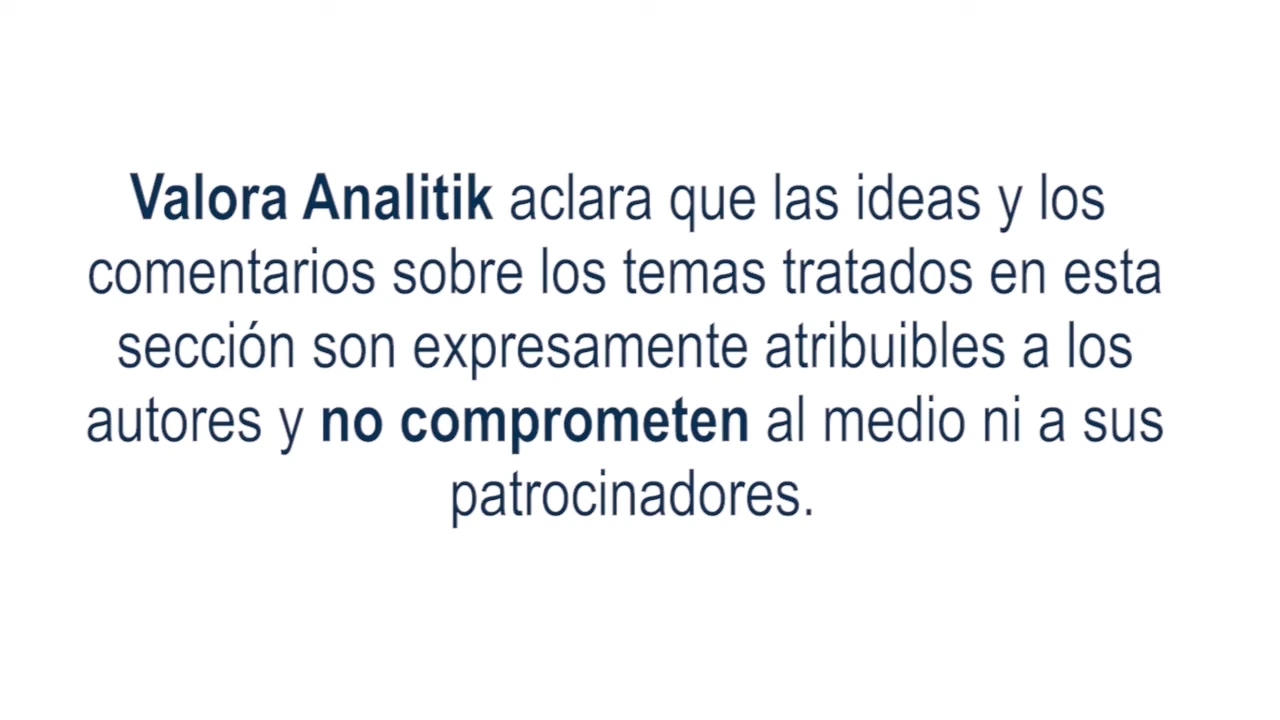 Valora Analitik aclara que las ideas y los
comentarios sobre los temas tratados en esta
sección son expresamente atribuibles a los
autores y no comprometen al medio ni a sus
patrocinadores.